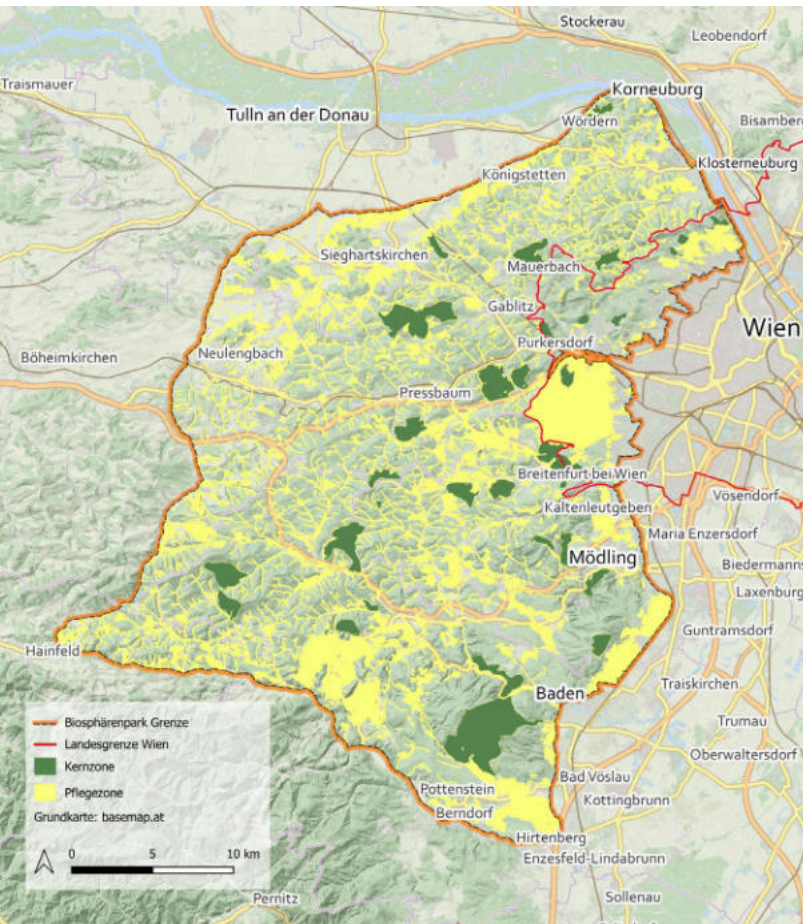 Stockerau
Leobendorf
Traismauer
Korneuburg
Tulln an der Donau
Wördern
Bisamberg
Klosterneuburg
Königstetten
Sieghartskirchen
Mauerbach
Gablitz
Wien
Purkersdorf
Böheimkirchen
Neulengbach
Pressbaum
Breitenfurt bei Wien
Vösendorf
Kaltenleutgeben
Maria Enzersdorf
Mödling
Biedermanns
Laxenburg
Guntramsdorf
Hainfeld
Traiskirchen
Baden
Trumau
Oberwaltersdorf
Bad Vöslau
Pottenstein
Kottingbrunn
Berndorf
Hirtenberg
Enzesfeld-Lindabrunn
Pernitz
Sollenau
Biosphärenpark Grenze
Landesgrenze Wien
Kernzone
Pflegezone
Grundkarte: basemap.at
0 5 10 km